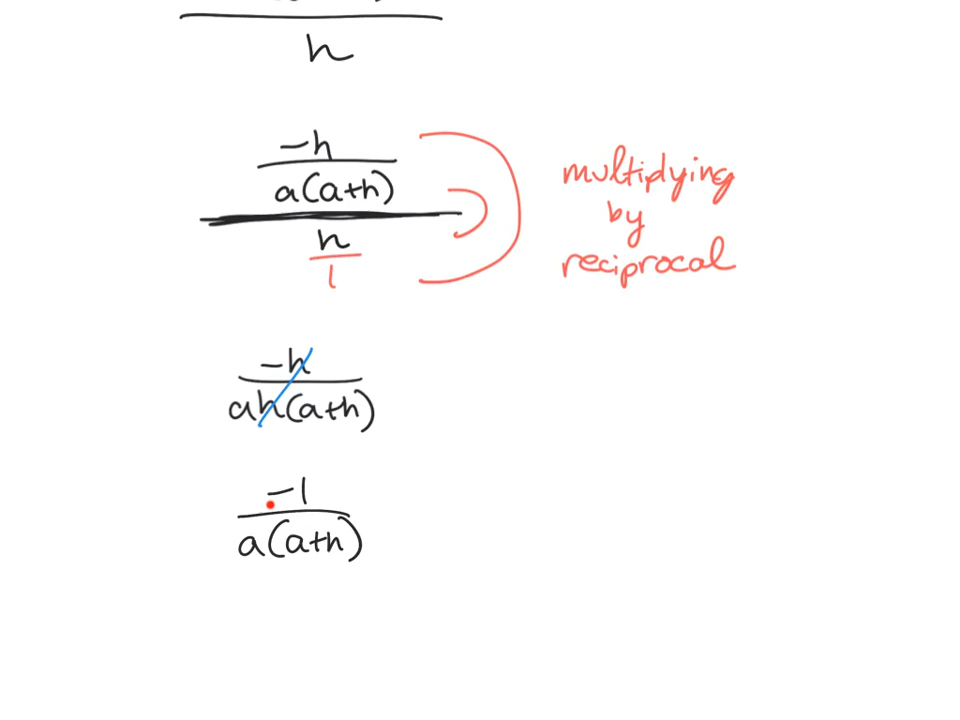 h
-h
a(a+h)
h
1
multiplying
by
reciprocal
-h
ah(a+h)
-1
a(a+h)